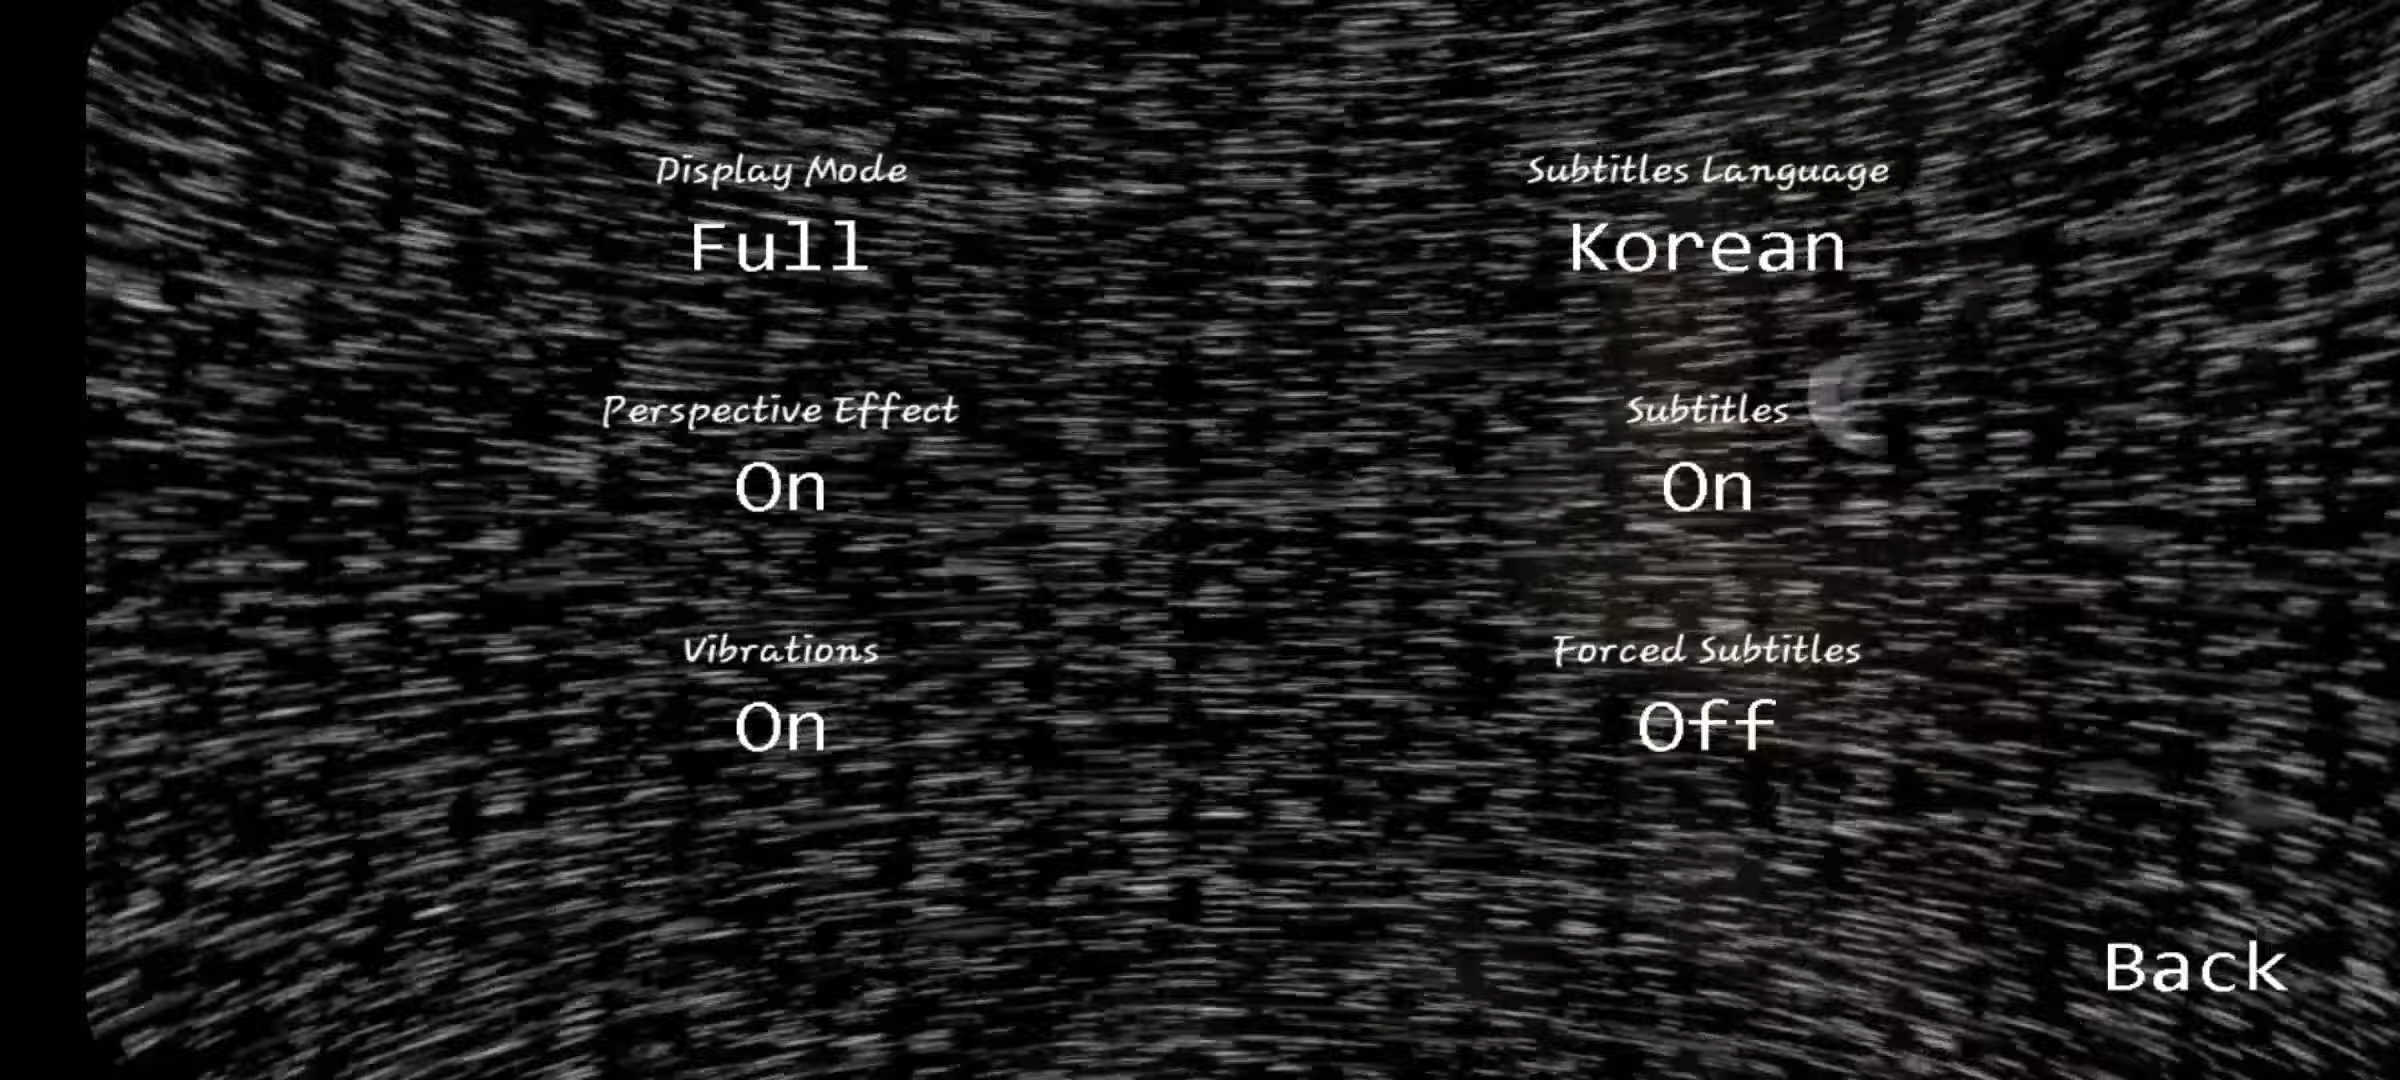 Display Mode
Full
Subtitles Language
Korean
Perspective Effect
On
Subtitles
On
Vibrations
On
Forced Subtitles
Off
Back